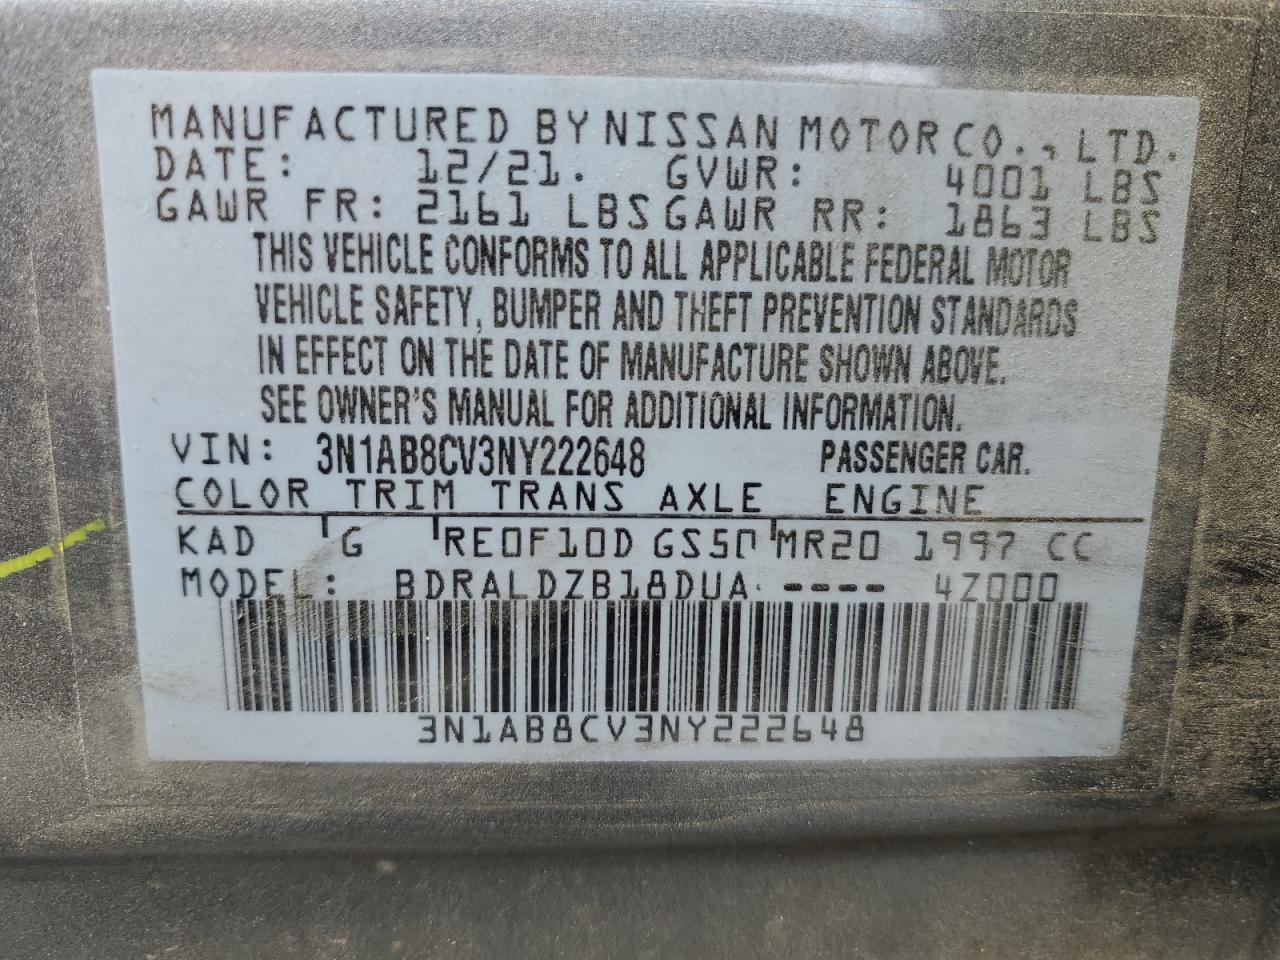 MANUFACTURED BY NISSAN MOTOR CO., LTD.
DATE: 12/21. GVWR: 4001 LBS
GAWR FR: 2161 LBS GAWR RR: 1863 LBS
THIS VEHICLE CONFORMS TO ALL APPLICABLE FEDERAL MOTOR
VEHICLE SAFETY, BUMPER AND THEFT PREVENTION STANDARDS
IN EFFECT ON THE DATE OF MANUFACTURE SHOWN ABOVE.
SEE OWNER'S MANUAL FOR ADDITIONAL INFORMATION.
VIN: 3N1AB8CV3NY222648 PASSENGER CAR.
COLOR TRIM TRANS AXLE ENGINE
KAD G RE0F10D GS50 MR20 1997 CC
MODEL: BDRALDZB18DUA ---- 4Z000
3N1AB8CV3NY222648